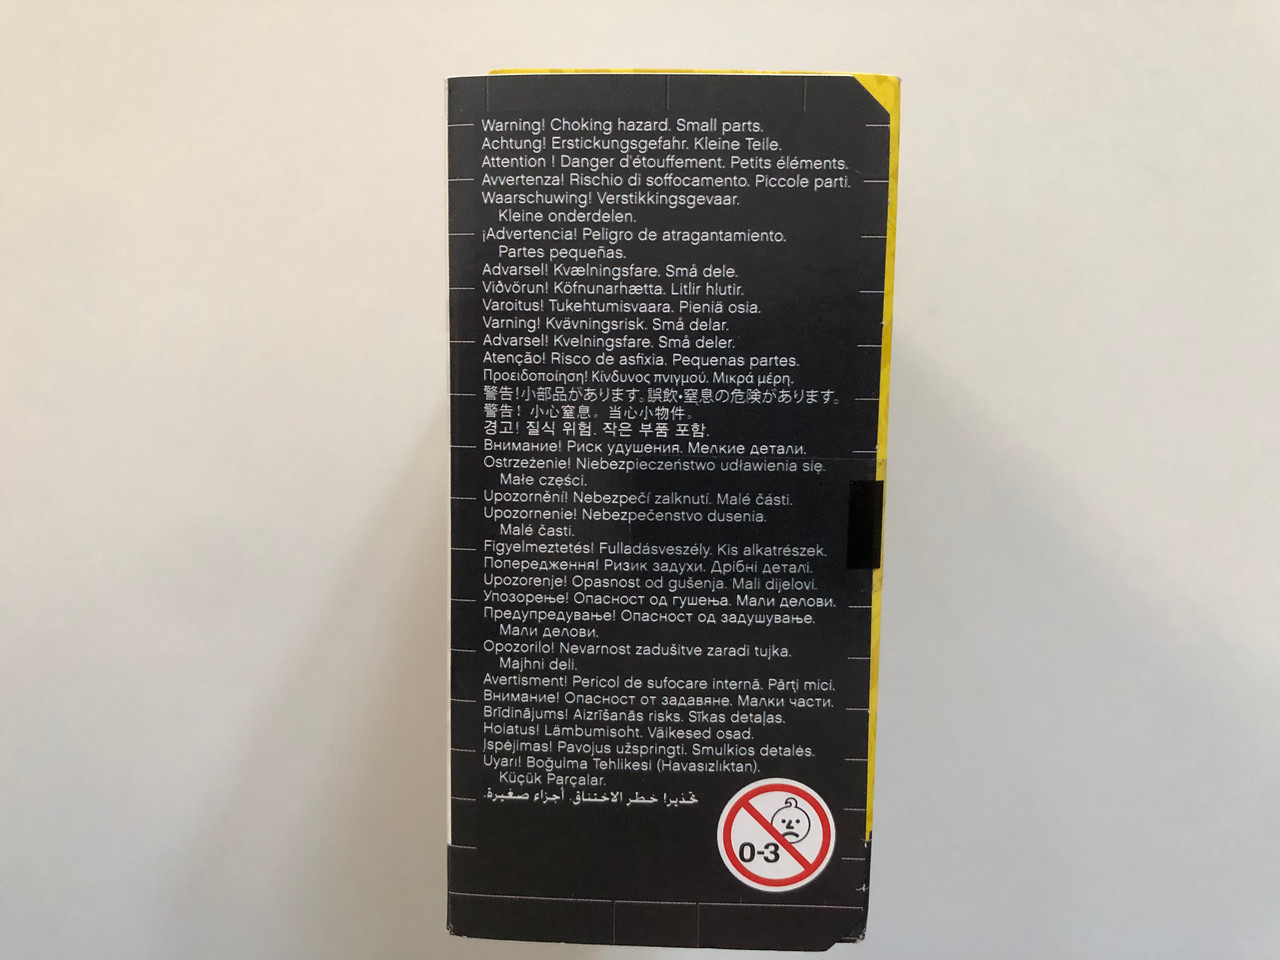 Warning! Choking hazard. Small parts.
Achtung! Erstickungsgefahr. Kleine Teile.
Attention ! Danger d'étouffement. Petits éléments.
Avvertenza! Rischio di soffocamento. Piccole parti.
Waarschuwing! Verstikkingsgevaar.
Kleine onderdelen.
¡Advertencia! Peligro de atragantamiento.
Partes pequeñas.
Advarsel! Kvælningsfare. Små dele.
Viðvörun! Köfnunarhætta. Litlir hlutir.
Varoitus! Tukehtumisvaara. Pieniä osia.
Varning! Kvävningsrisk. Små delar.
Advarsel! Kvelningsfare. Små deler.
Atenção! Risco de asfixia. Pequenas partes.
Προειδοποίηση! Κίνδυνος πνιγμού. Μικρά μέρη.
警告!小部品があります。誤飲・窒息の危険があります。
警告！小心窒息。当心小物件。
경고! 질식 위험. 작은 부품 포함.
Внимание! Риск удушения. Мелкие детали.
Ostrzeżenie! Niebezpieczeństwo udławienia się.
Małe części.
Upozornění! Nebezpečí zalknutí. Malé části.
Upozornenie! Nebezpečenstvo dusenia.
Malé časti.
Figyelmeztetés! Fulladásveszély. Kis alkatrészek.
Попередження! Ризик задухи. Дрібні деталі.
Upozorenje! Opasnost od gušenja. Mali dijelovi.
Упозорење! Опасност од гушења. Мали делови.
Предупредување! Опасност од задушување.
Мали делови.
Opozorilo! Nevarnost zadušitve zaradi tujka.
Majhni deli.
Avertisment! Pericol de sufocare internă. Părţi mici.
Внимание! Опасност от задавяне. Малки части.
Brīdinājums! Aizrīšanās risks. Sīkas detaļas.
Hoiatus! Lämbumisoht. Väikesed osad.
Įspėjimas! Pavojus užspringti. Smulkios detalės.
Uyarı! Boğulma Tehlikesi (Havasızlıktan).
Küçük Parçalar.
تحذير! خطر الاختناق. أجزاء صغيرة.
0-3